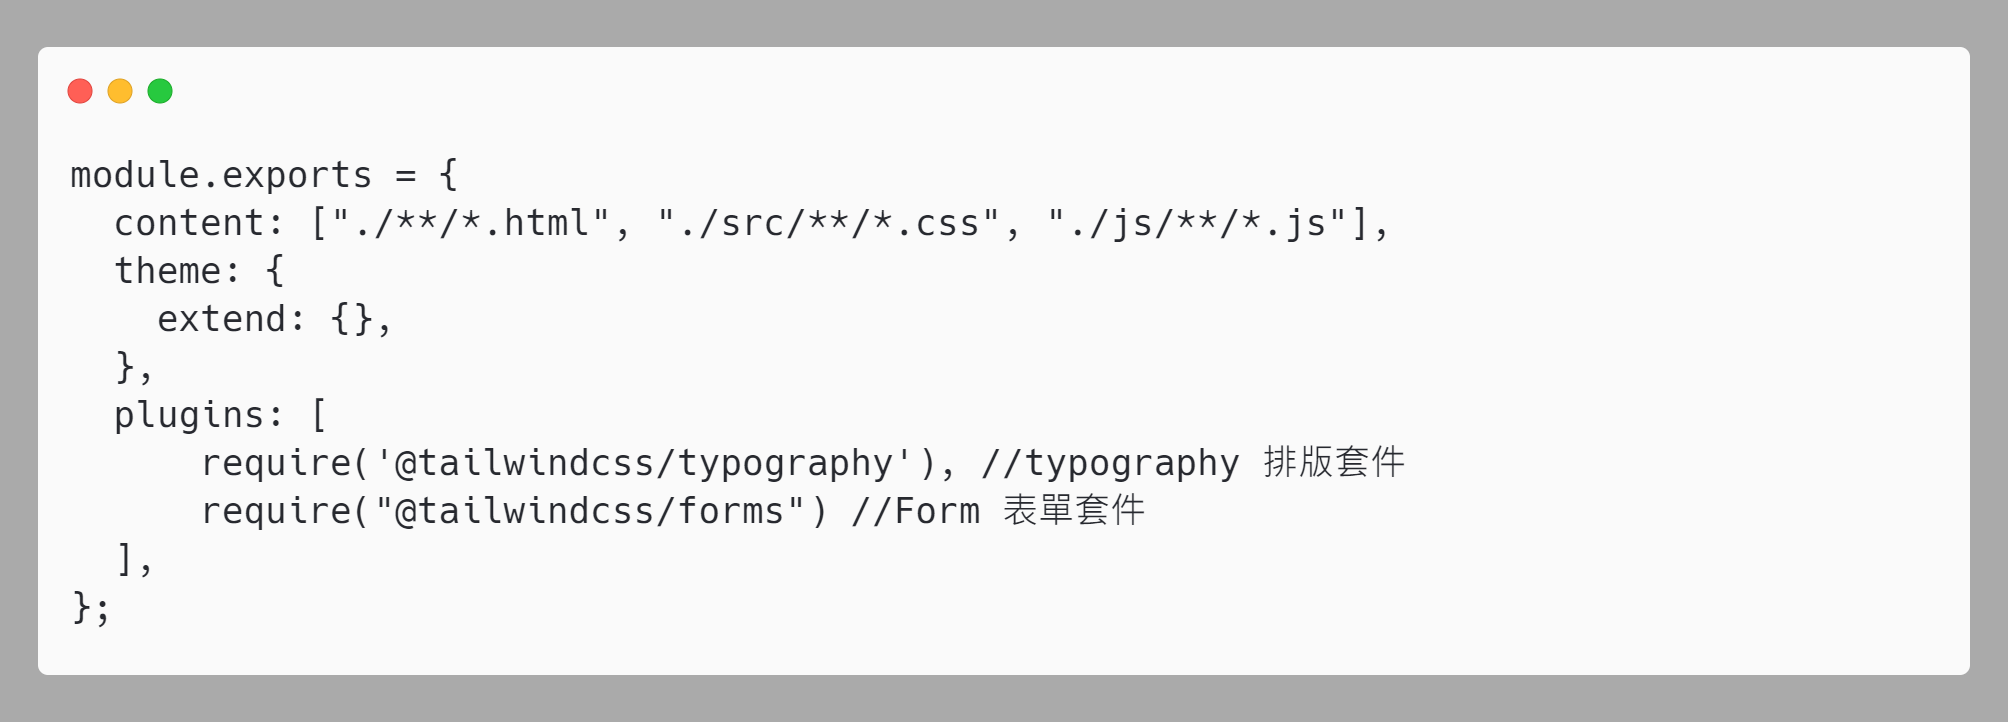 module.exports = {
  content: ["./**/*.html", "./src/**/*.css", "./js/**/*.js"],
  theme: {
    extend: {},
  },
  plugins: [
      require('@tailwindcss/typography'), //typography 排版套件
      require("@tailwindcss/forms") //Form 表單套件
  ],
};